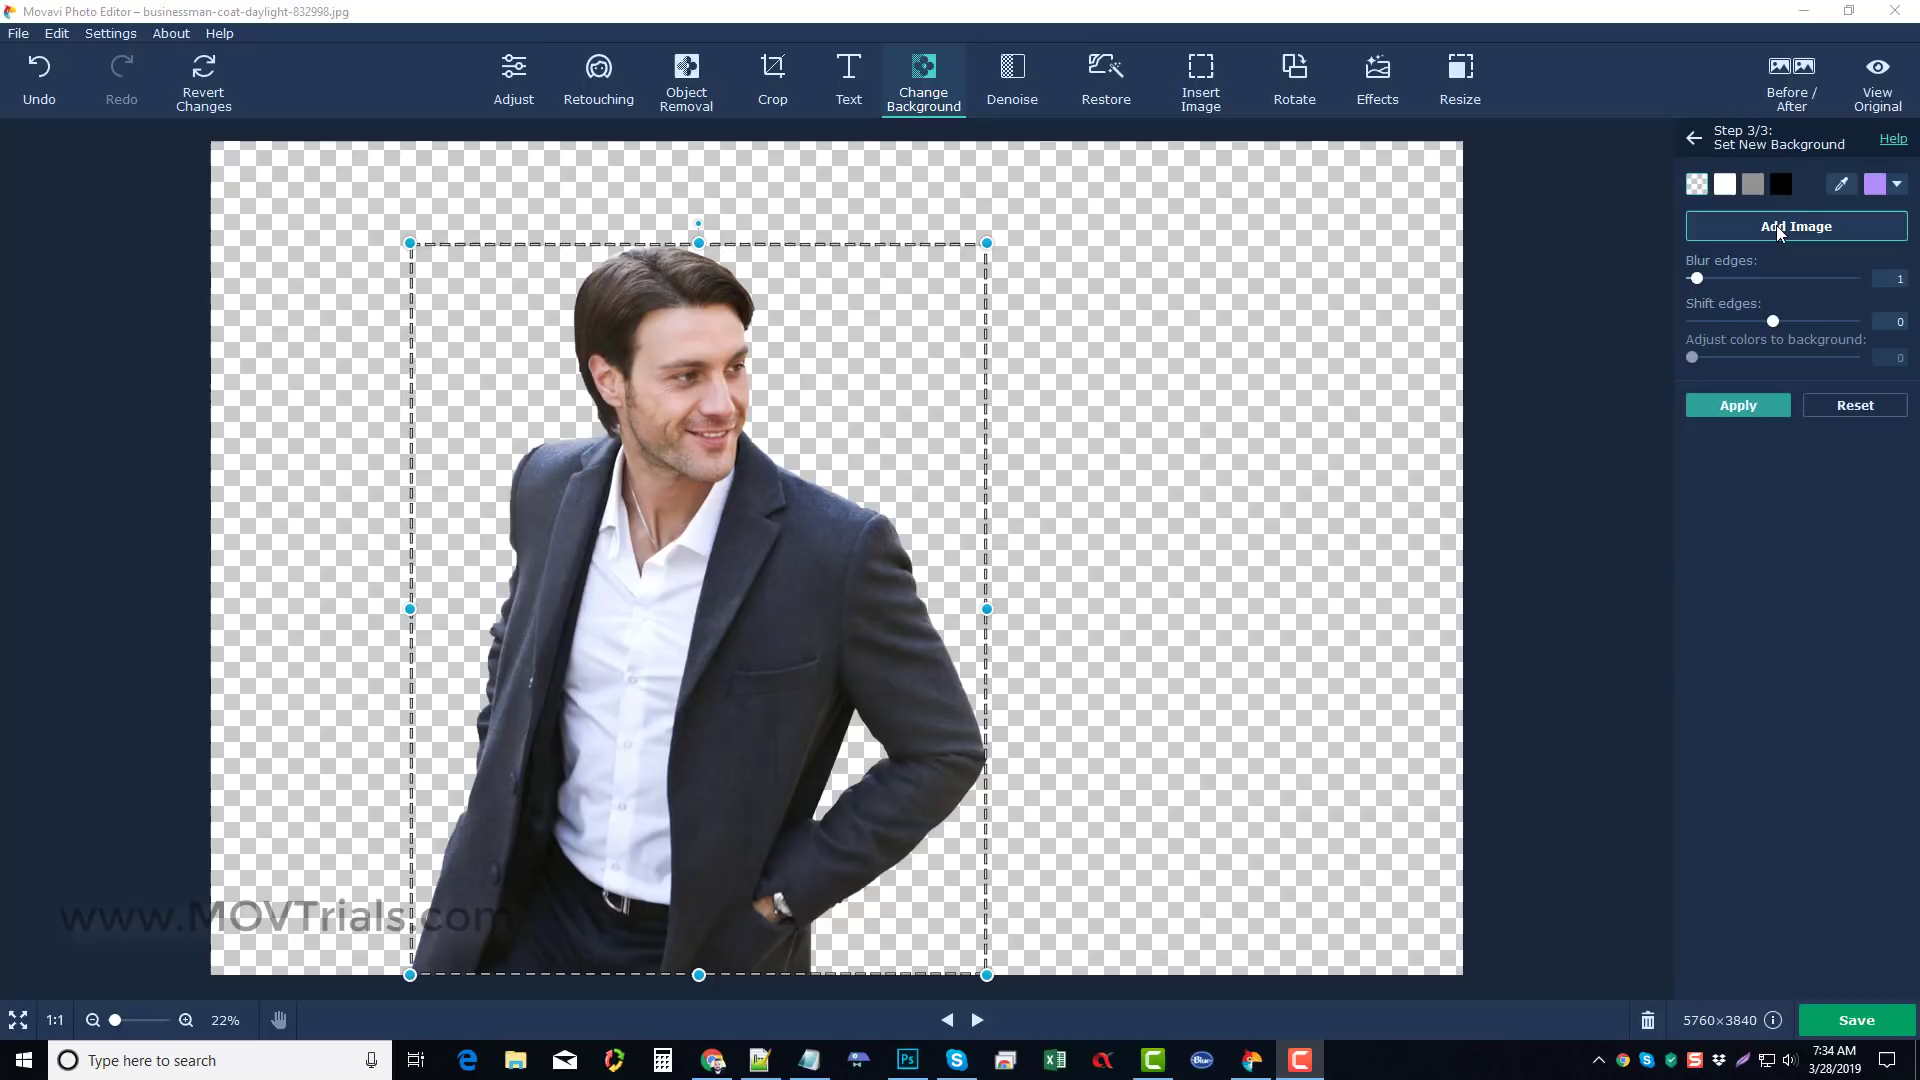 Movavi Photo Editor – businessman-coat-daylight-832998.jpg
File Edit Settings About Help
Undo
Redo
Revert Changes
Adjust
Retouching
Object Removal
Crop
Text
Change Background
Denoise
Restore
Insert Image
Rotate
Effects
Resize
Before / After
View Original
Step 3/3:
Set New Background
Help
Add Image
Blur edges:
1
Shift edges:
0
Adjust colors to background:
0
Apply Reset
www.MOVTrials.com
1:1
22%
5760×3840
Save
Type here to search
Ps
7:34 AM
3/28/2019